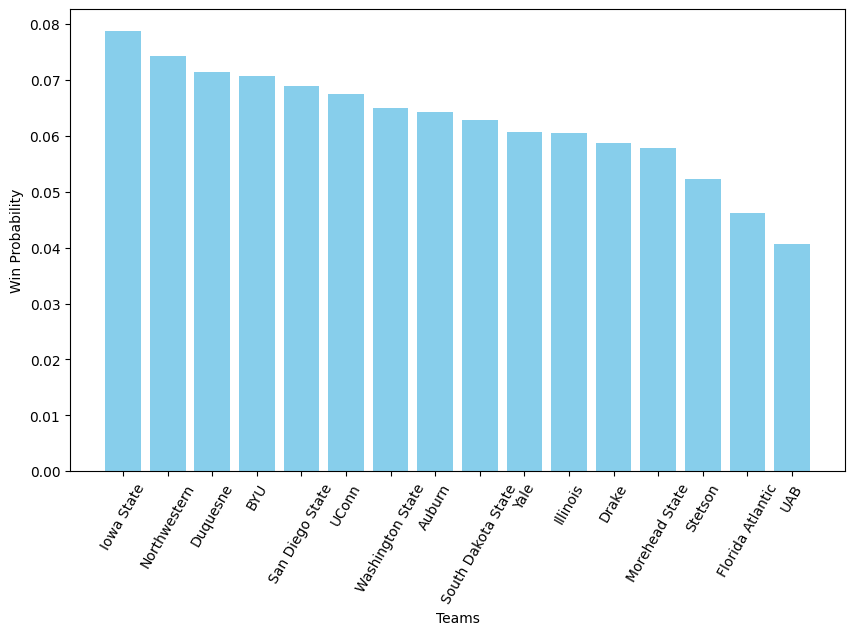 0.08
0.07
0.06
0.05
0.04
0.03
0.02
0.01
0.00
Win Probability
Iowa State
Northwestern
Duquesne
BYU
San Diego State
UConn
Washington State
Auburn
South Dakota State
Yale
Illinois
Drake
Morehead State
Stetson
Florida Atlantic
UAB
Teams